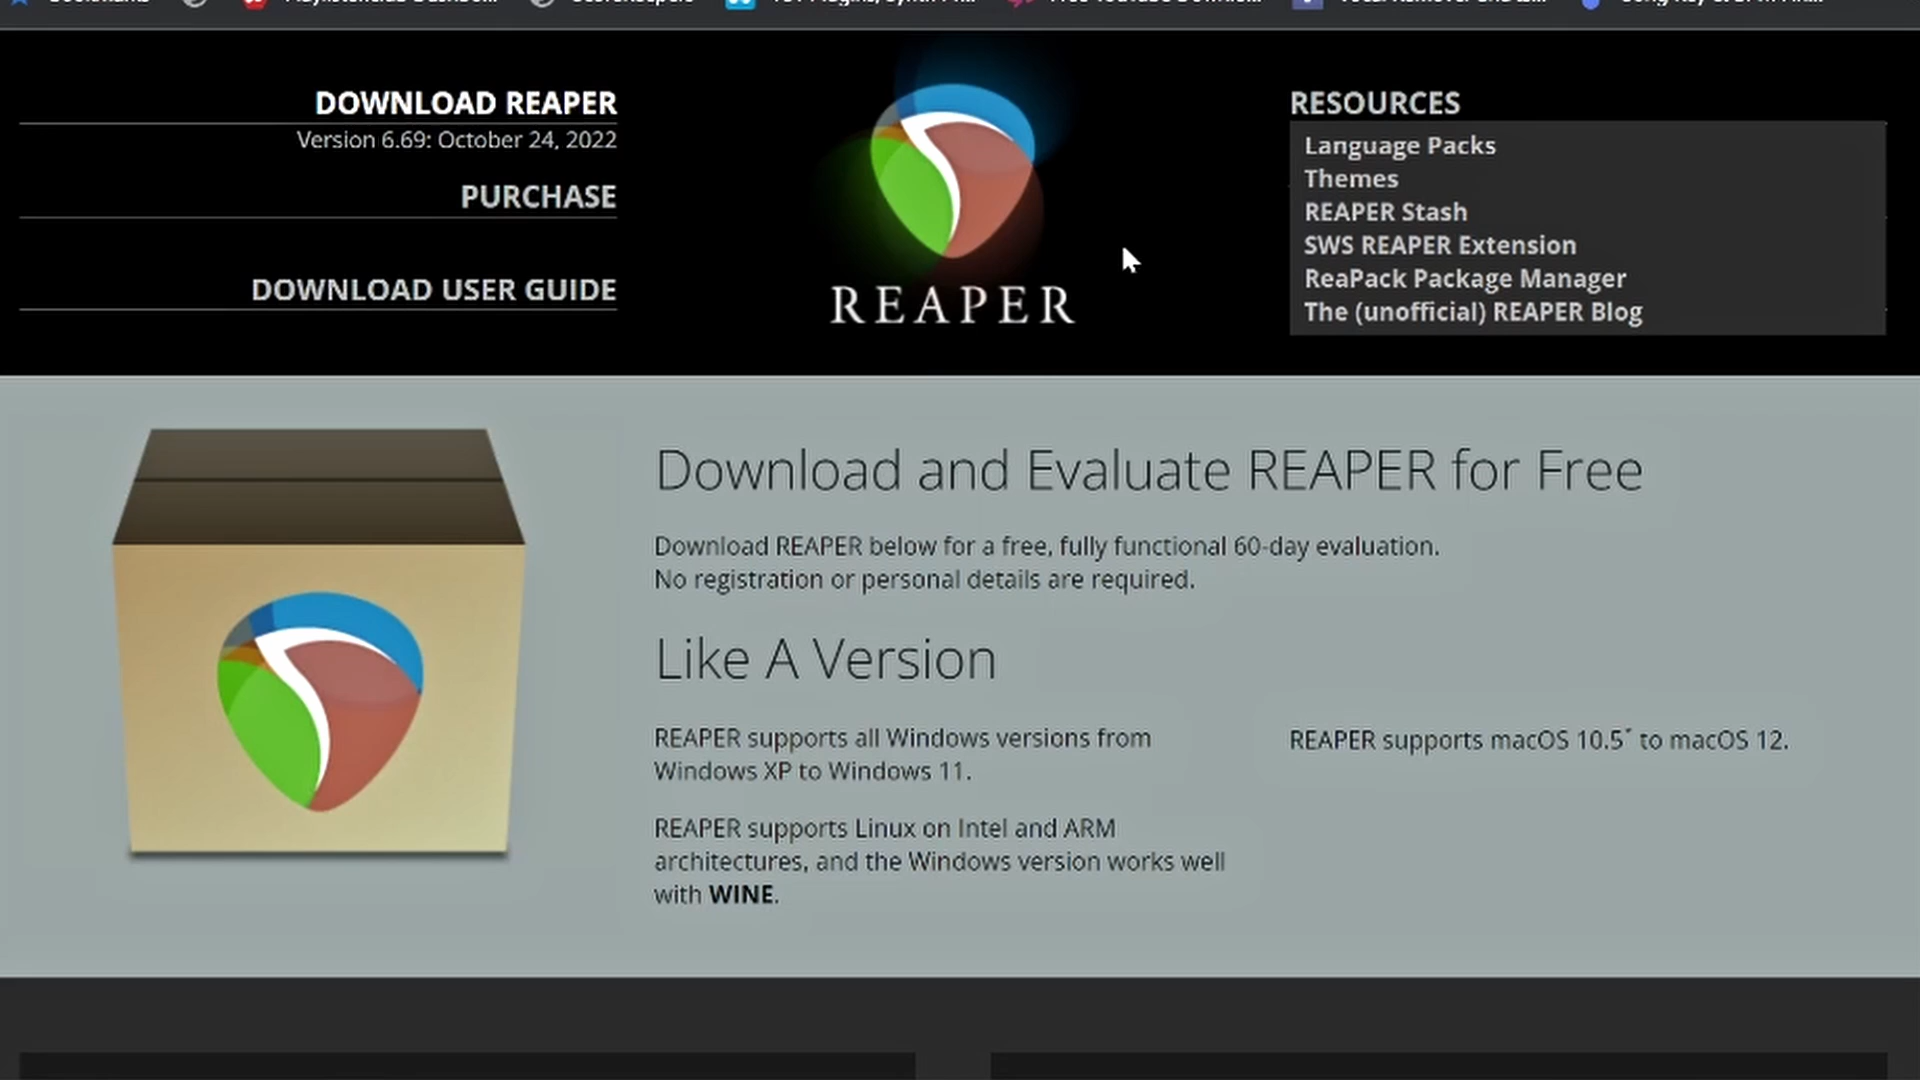 DOWNLOAD REAPER
Version 6.69: October 24, 2022
PURCHASE
DOWNLOAD USER GUIDE
REAPER
RESOURCES
Language Packs
Themes
REAPER Stash
SWS REAPER Extension
ReaPack Package Manager
The (unofficial) REAPER Blog
Download and Evaluate REAPER for Free
Download REAPER below for a free, fully functional 60-day evaluation.
No registration or personal details are required.
Like A Version
REAPER supports all Windows versions from
Windows XP to Windows 11.
REAPER supports Linux on Intel and ARM
architectures, and the Windows version works well
with WINE.
REAPER supports macOS 10.5* to macOS 12.